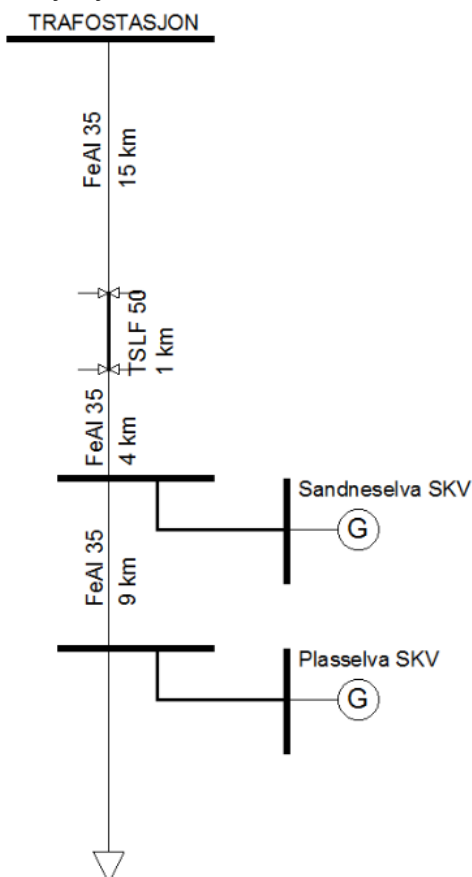 TRAFOSTASJON
FeAl 35
15 km
TSLF 50
1 km
FeAl 35
4 km
Sandneselva SKV
G
FeAl 35
9 km
Plasselva SKV
G